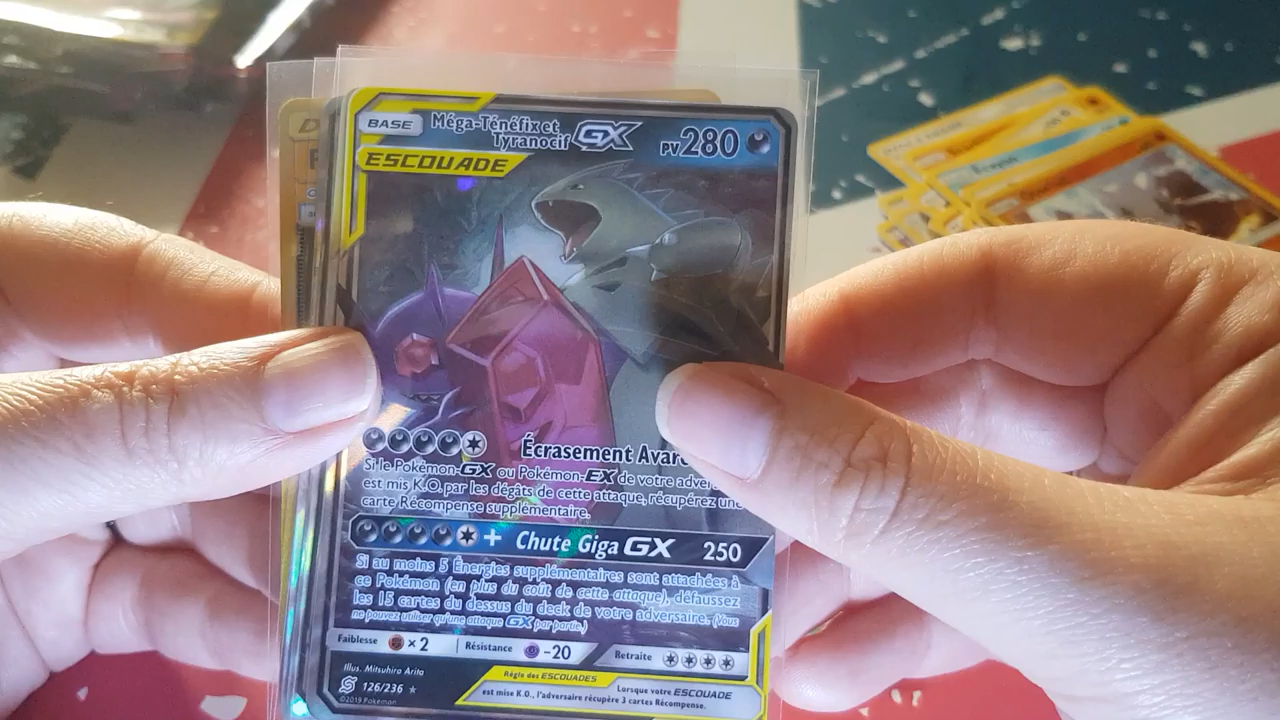 BASE Méga-Ténéfix et
Tyranocif GX PV 280
ESCOUADE
Écrasement
Si le Pokémon-GX ou Pokémon-EX de votre
est mis K.O. par les dégâts de cette attaque, récupérez une
carte Récompense supplémentaire.
+ Chute Giga GX 250
Si au moins 5 Énergies supplémentaires sont attachées à
ce Pokémon (en plus du coût de cette attaque), défaussez
les 15 cartes du dessus du deck de votre adversaire. (Vous
ne pouvez utiliser qu'une attaque GX par partie.)
Faiblesse ×2 Résistance -20 Retraite
Illus. Mitsuhiro Arita
126/236
©2019 Pokémon
Règle des ESCOUADES
Lorsque votre ESCOUADE
est mise K.O., l'adversaire récupère 3 cartes Récompense.